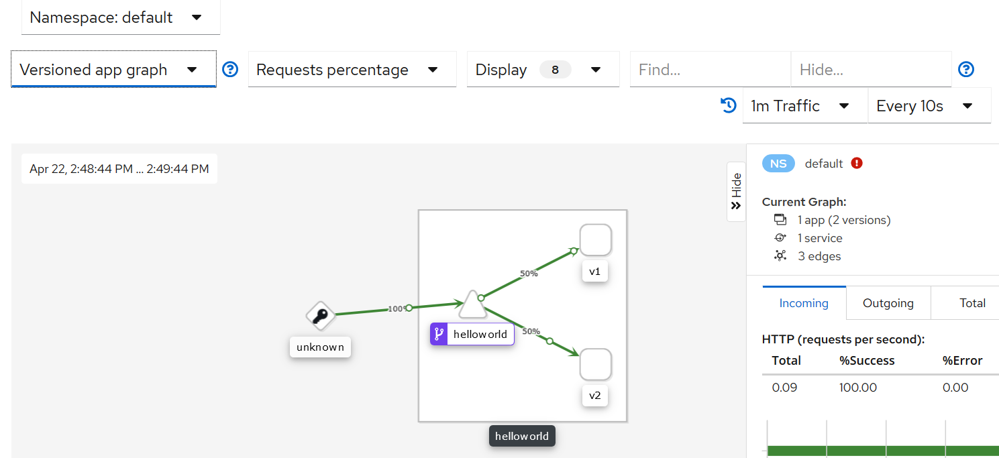 Namespace: default
Versioned app graph
Requests percentage
Display 8
Find...
Hide...
1m Traffic
Every 10s
Apr 22, 2:48:44 PM ... 2:49:44 PM
Hide
unknown
100%
helloworld
50%
50%
v1
v2
helloworld
NS default
Current Graph:
1 app (2 versions)
1 service
3 edges
Incoming Outgoing Total
HTTP (requests per second):
Total %Success %Error
0.09 100.00 0.00